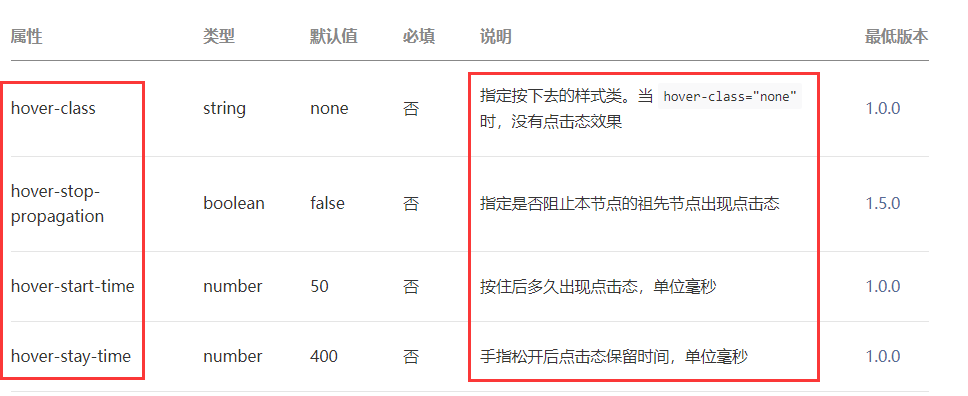 属性 类型 默认值 必填 说明 最低版本
hover-class string none 否 指定按下去的样式类。当 hover-class="none"
时，没有点击态效果 1.0.0
hover-stop-
propagation boolean false 否 指定是否阻止本节点的祖先节点出现点击态 1.5.0
hover-start-time number 50 否 按住后多久出现点击态，单位毫秒 1.0.0
hover-stay-time number 400 否 手指松开后点击态保留时间，单位毫秒 1.0.0